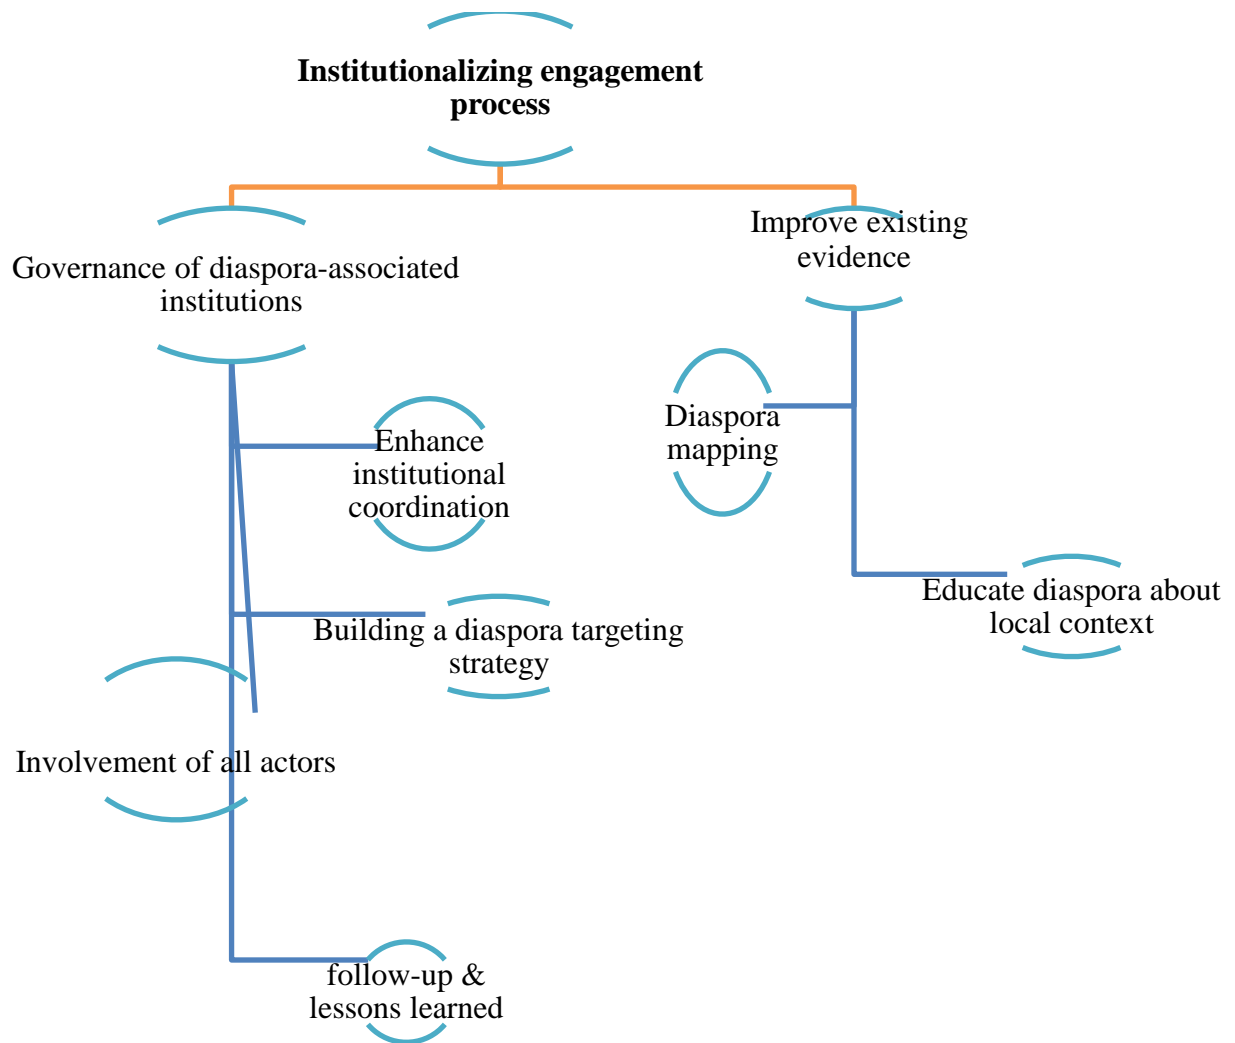 Institutionalizing engagement
process
Governance of diaspora-associated
institutions
Improve existing
evidence
Enhance
institutional
coordination
Diaspora
mapping
Building a diaspora targeting
strategy
Educate diaspora about
local context
Involvement of all actors
follow-up &
lessons learned